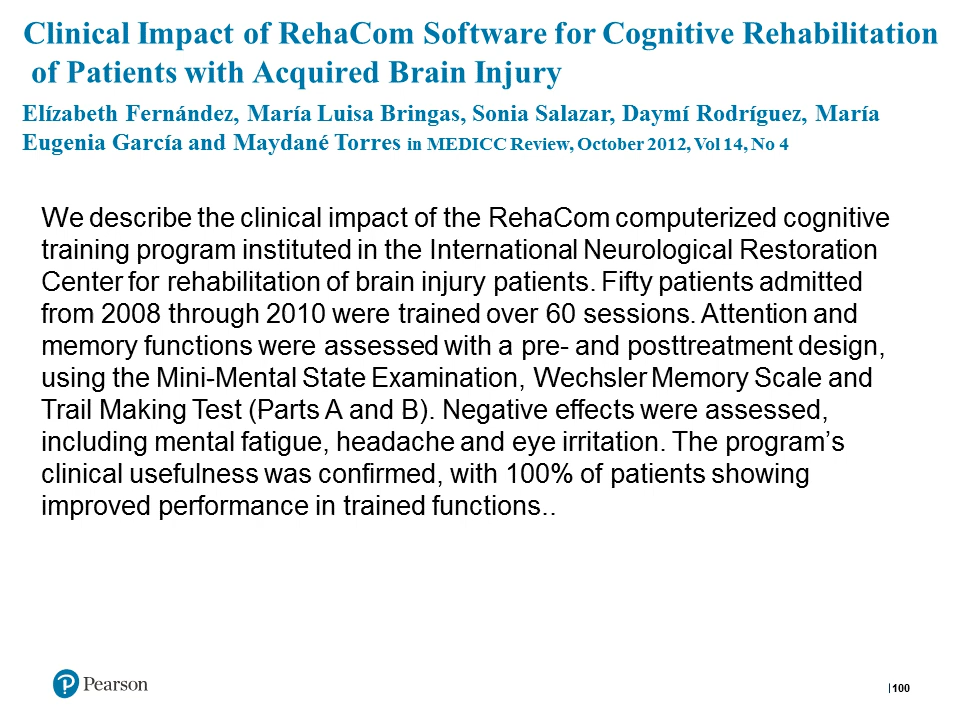 Clinical Impact of RehaCom Software for Cognitive Rehabilitation
of Patients with Acquired Brain Injury
Elízabeth Fernández, María Luisa Bringas, Sonia Salazar, Daymí Rodríguez, María
Eugenia García and Maydané Torres in MEDICC Review, October 2012, Vol 14, No 4
We describe the clinical impact of the RehaCom computerized cognitive
training program instituted in the International Neurological Restoration
Center for rehabilitation of brain injury patients. Fifty patients admitted
from 2008 through 2010 were trained over 60 sessions. Attention and
memory functions were assessed with a pre- and posttreatment design,
using the Mini-Mental State Examination, Wechsler Memory Scale and
Trail Making Test (Parts A and B). Negative effects were assessed,
including mental fatigue, headache and eye irritation. The program’s
clinical usefulness was confirmed, with 100% of patients showing
improved performance in trained functions..
Pearson
|100